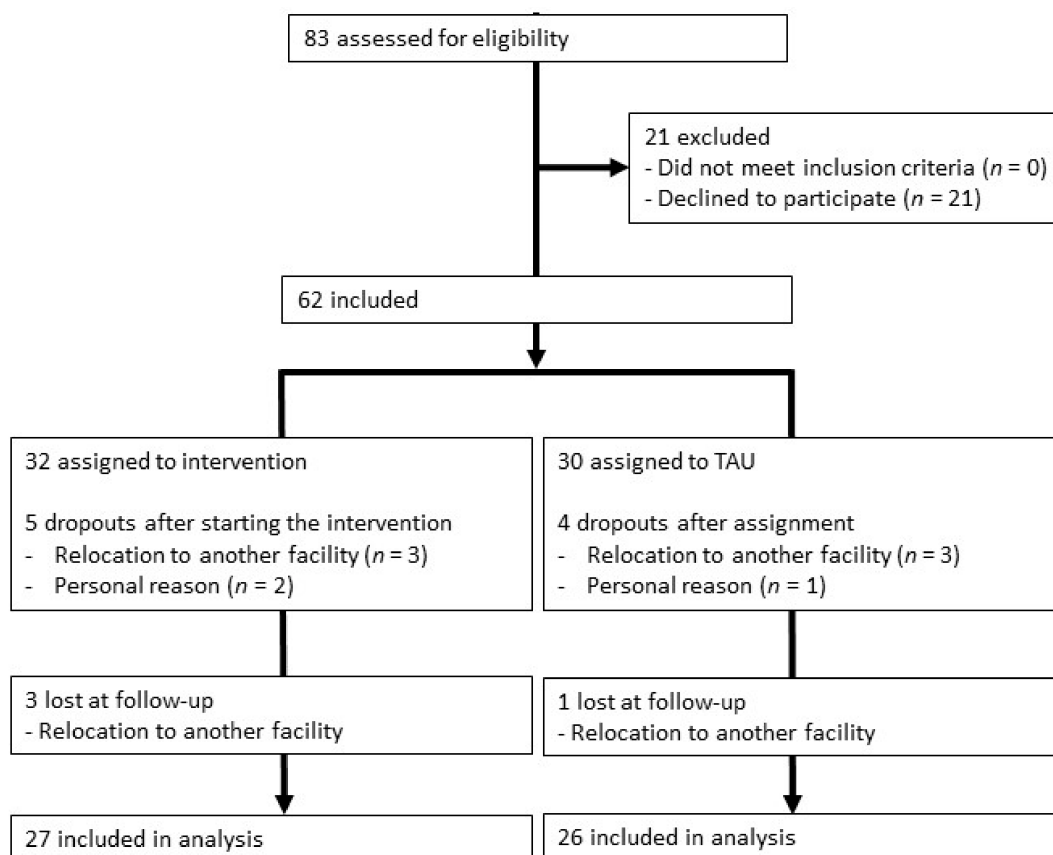 83 assessed for eligibility
21 excluded
- Did not meet inclusion criteria (n = 0)
- Declined to participate (n = 21)
62 included
32 assigned to intervention
5 dropouts after starting the intervention
- Relocation to another facility (n = 3)
- Personal reason (n = 2)
30 assigned to TAU
4 dropouts after assignment
- Relocation to another facility (n = 3)
- Personal reason (n = 1)
3 lost at follow-up
- Relocation to another facility
1 lost at follow-up
- Relocation to another facility
27 included in analysis
26 included in analysis